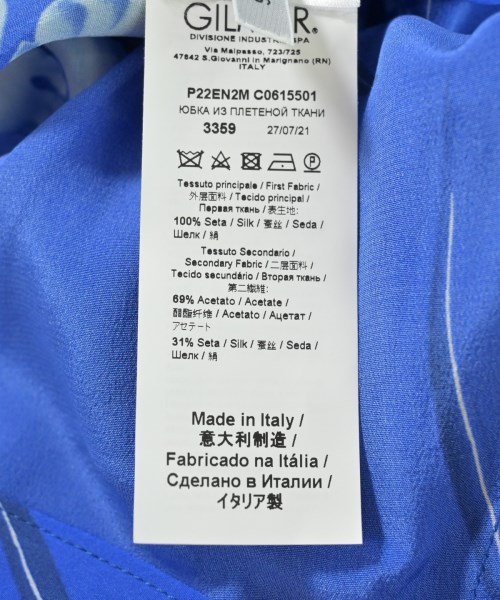 DIVISIONE INDUSTRIA SPA
Via Malpasso, 723/725
47842 S.Giovanni in Marignano (RN)
ITALY
P22EN2M C0615501
ЮБКА ИЗ ПЛЕТЕНОЙ ТКАНИ
3359 27/07/21
Tessuto principale / First Fabric /
外层面料 / Tecido principal /
Первая ткань / 表生地:
100% Seta / Silk / 蚕丝 / Seda /
Шелк / 絹
Tessuto Secondario /
Secondary Fabric / 二层面料 /
Tecido secundário / Вторая ткань /
第二繊維:
69% Acetato / Acetate /
醋酯纤维 / Acetato / Ацетат /
アセテート
31% Seta / Silk / 蚕丝 / Seda /
Шелк / 絹
Made in Italy /
意大利制造 /
Fabricado na Itália /
Сделано в Италии /
イタリア製